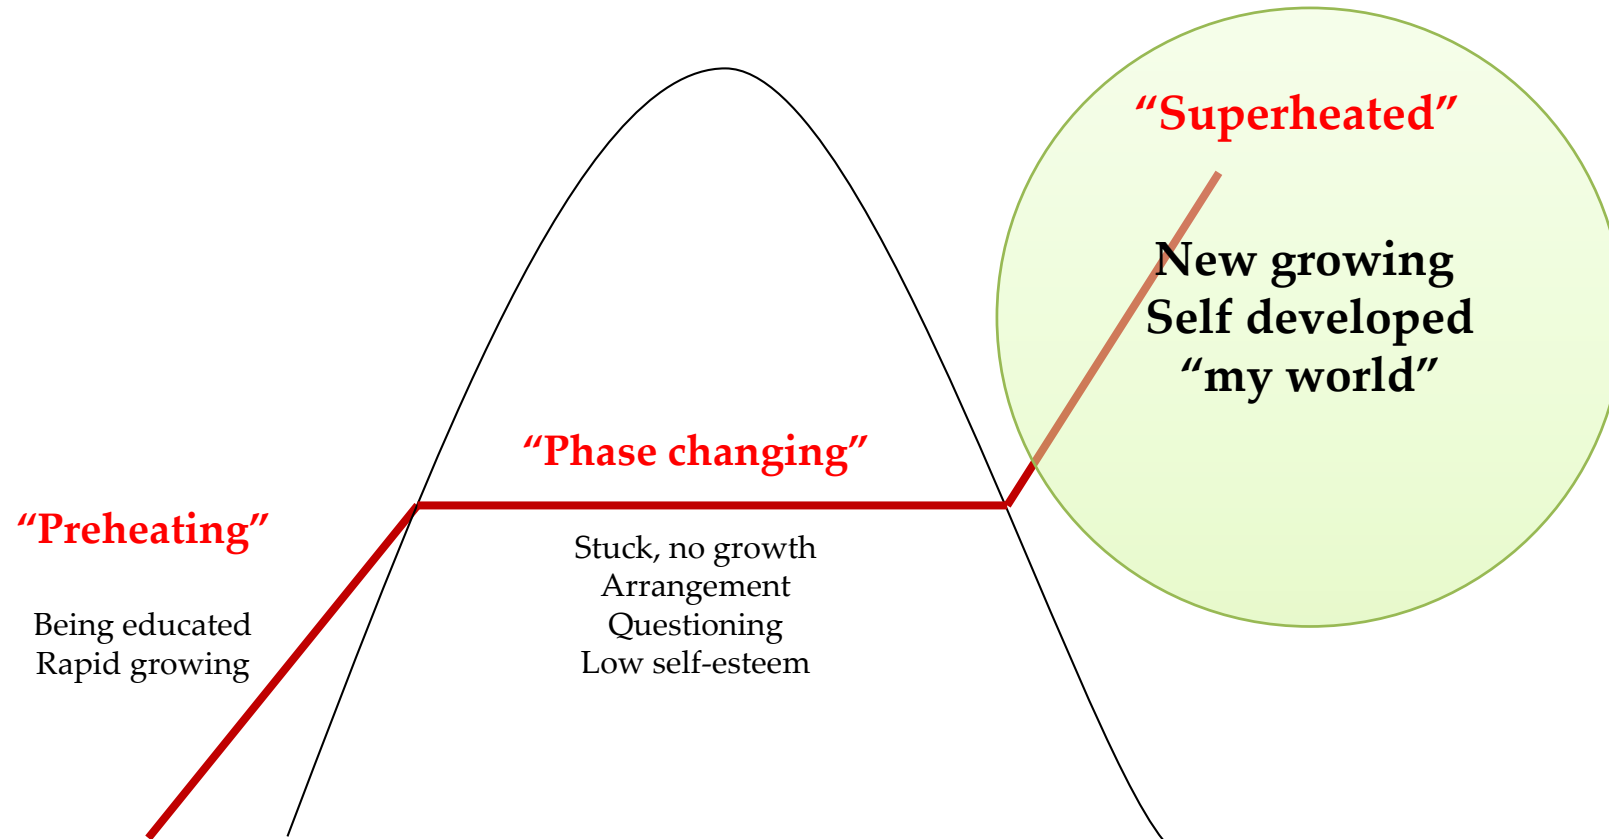 “Preheating”
Being educated
Rapid growing
“Phase changing”
Stuck, no growth
Arrangement
Questioning
Low self-esteem
“Superheated”
New growing
Self developed
“my world”